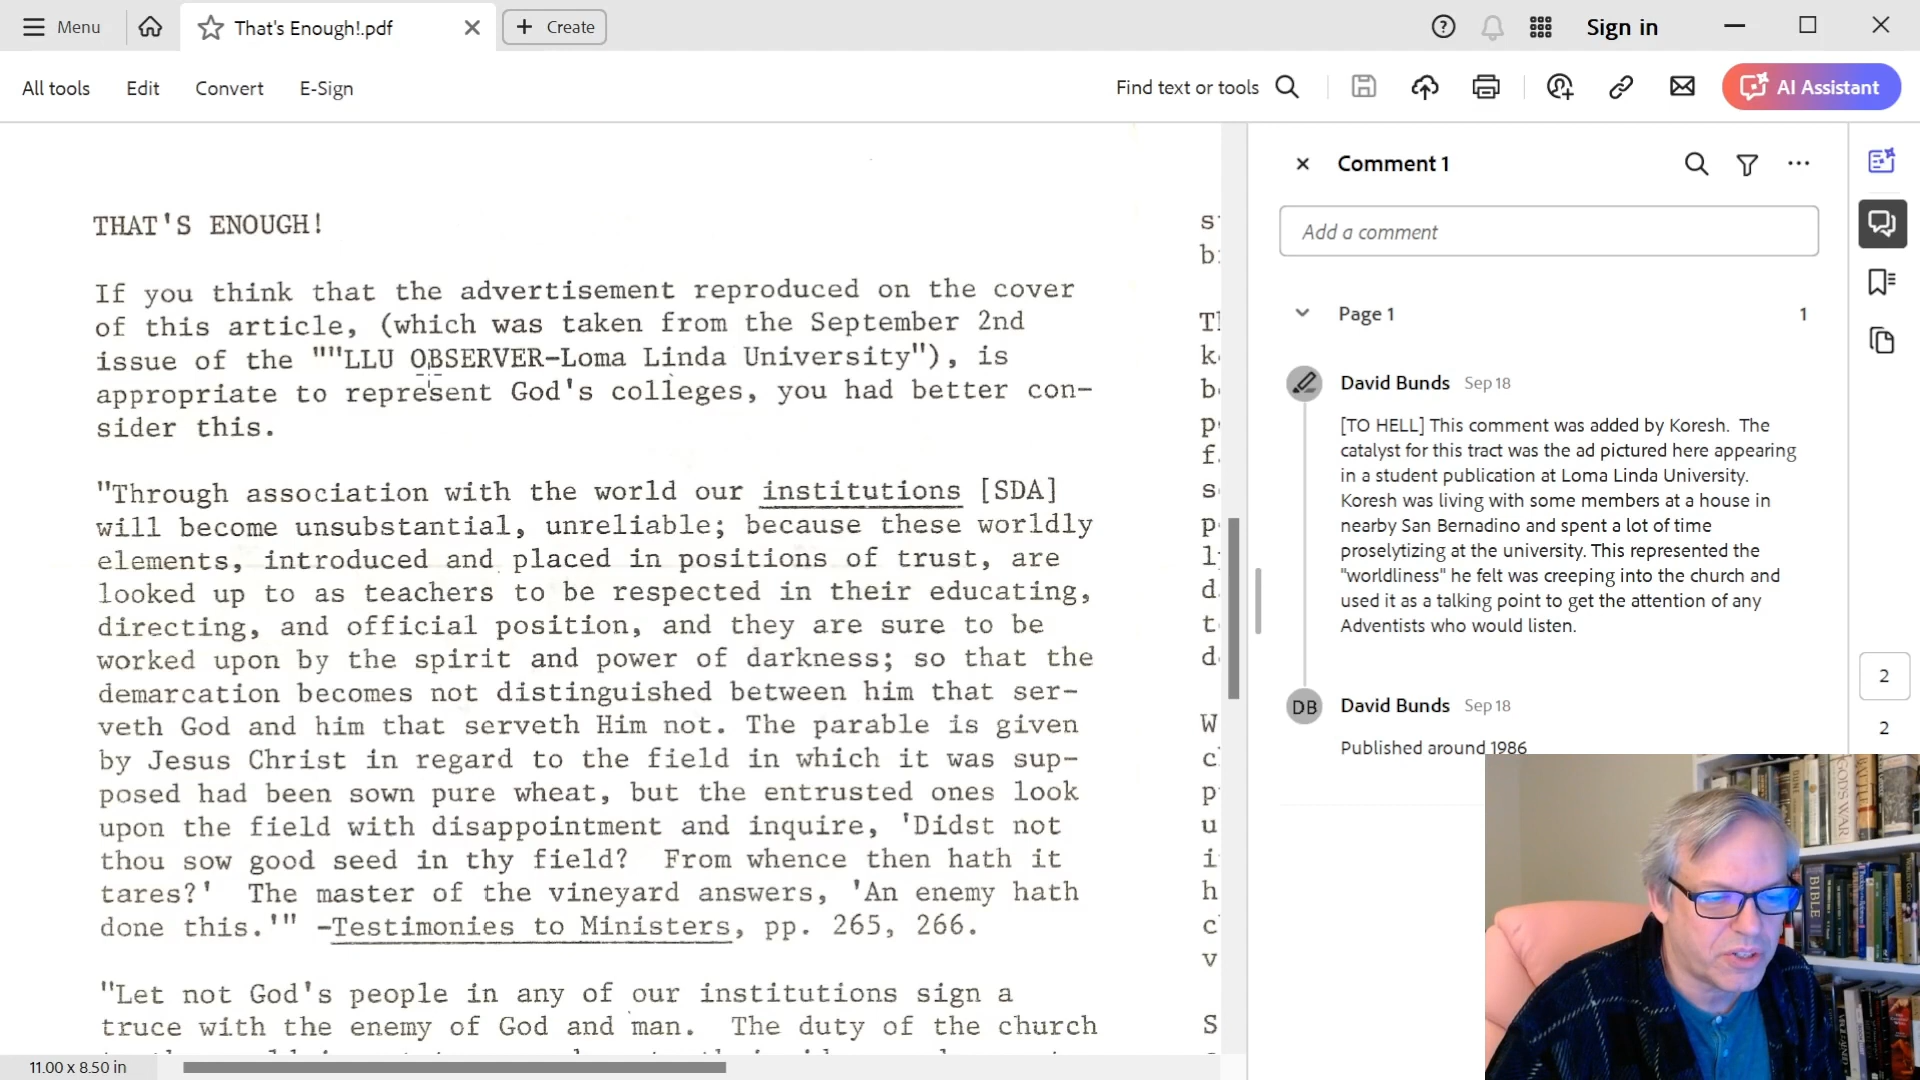 Menu
That's Enough!.pdf
Create
Sign in
All tools
Edit
Convert
E-Sign
Find text or tools
AI Assistant
THAT'S ENOUGH!
If you think that the advertisement reproduced on the cover
of this article, (which was taken from the September 2nd
issue of the ""LLU OBSERVER-Loma Linda University"), is
appropriate to represent God's colleges, you had better con-
sider this.
"Through association with the world our institutions [SDA]
will become unsubstantial, unreliable; because these worldly
elements, introduced and placed in positions of trust, are
looked up to as teachers to be respected in their educating,
directing, and official position, and they are sure to be
worked upon by the spirit and power of darkness; so that the
demarcation becomes not distinguished between him that ser-
veth God and him that serveth Him not. The parable is given
by Jesus Christ in regard to the field in which it was sup-
posed had been sown pure wheat, but the entrusted ones look
upon the field with disappointment and inquire, 'Didst not
thou sow good seed in thy field? From whence then hath it
tares?' The master of the vineyard answers, 'An enemy hath
done this.'" -Testimonies to Ministers, pp. 265, 266.
"Let not God's people in any of our institutions sign a
truce with the enemy of God and man. The duty of the church
Comment 1
Add a comment
Page 1
1
David Bunds Sep 18
[TO HELL] This comment was added by Koresh. The
catalyst for this tract was the ad pictured here appearing
in a student publication at Loma Linda University.
Koresh was living with some members at a house in
nearby San Bernadino and spent a lot of time
proselytizing at the university. This represented the
"worldliness" he felt was creeping into the church and
used it as a talking point to get the attention of any
Adventists who would listen.
DB
David Bunds Sep 18
Published around 1986
2
2
GOD'S WAR
BIBLE
11.00 x 8.50 in